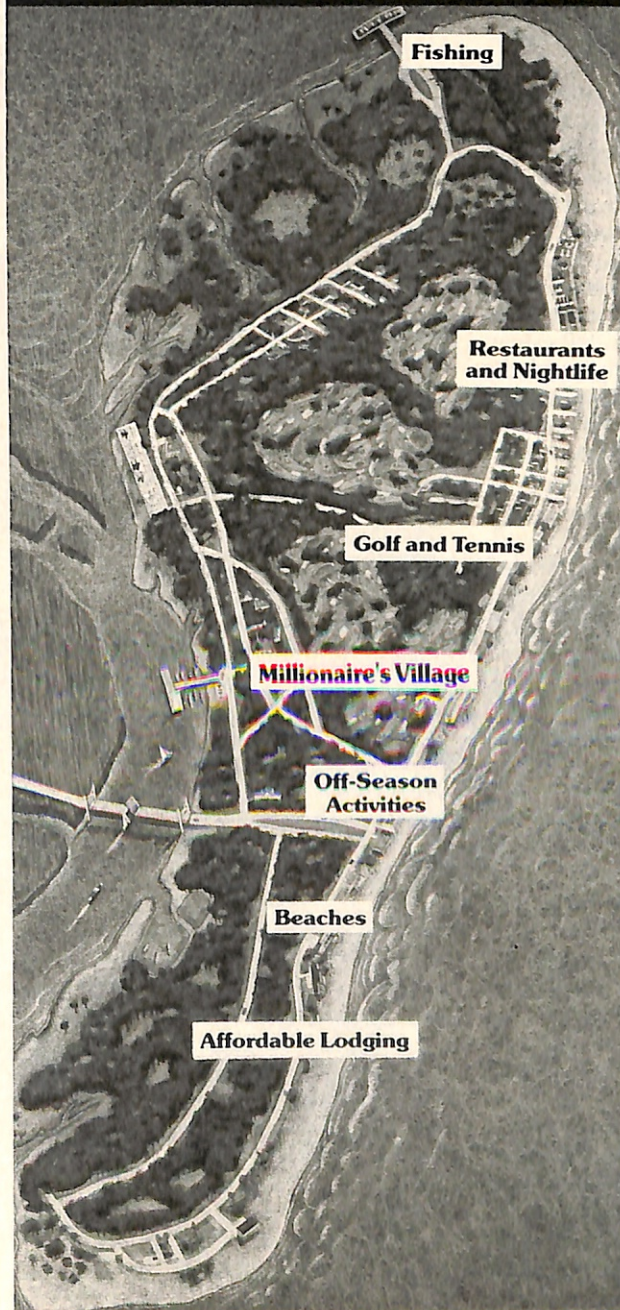 Fishing
Restaurants
and Nightlife
Golf and Tennis
Millionaire's Village
Off-Season
Activities
Beaches
Affordable Lodging